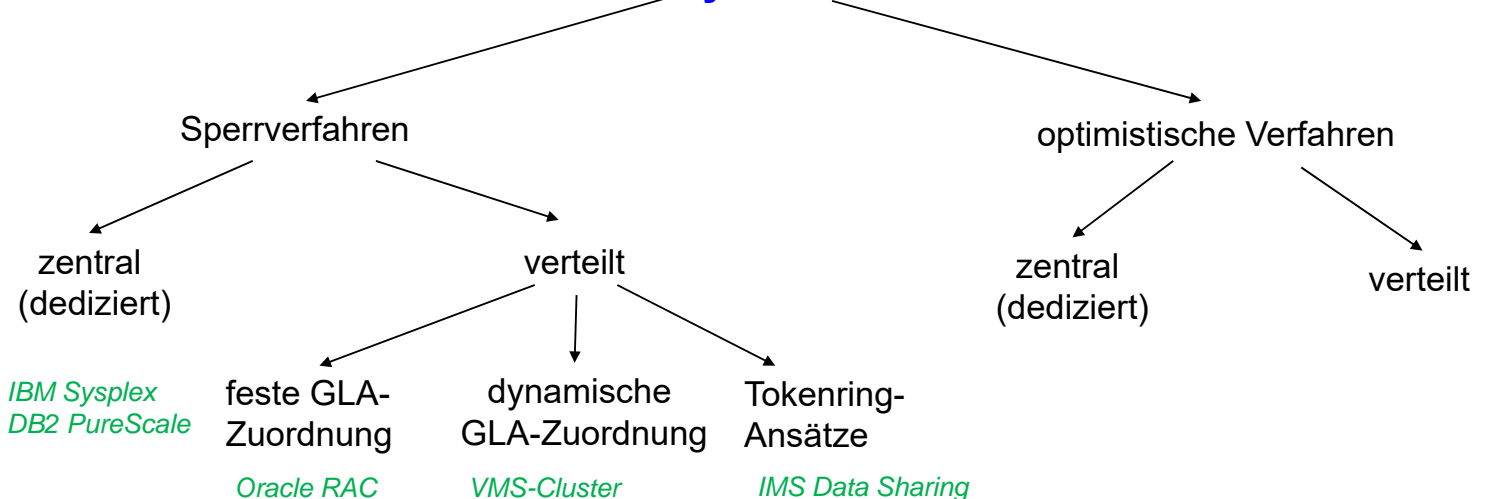 Sperrverfahren
optimistische Verfahren
zentral
(dediziert)
verteilt
zentral
(dediziert)
verteilt
IBM Sysplex
DB2 PureScale
feste GLA-
Zuordnung
dynamische
GLA-Zuordnung
Tokenring-
Ansätze
Oracle RAC
VMS-Cluster
IMS Data Sharing